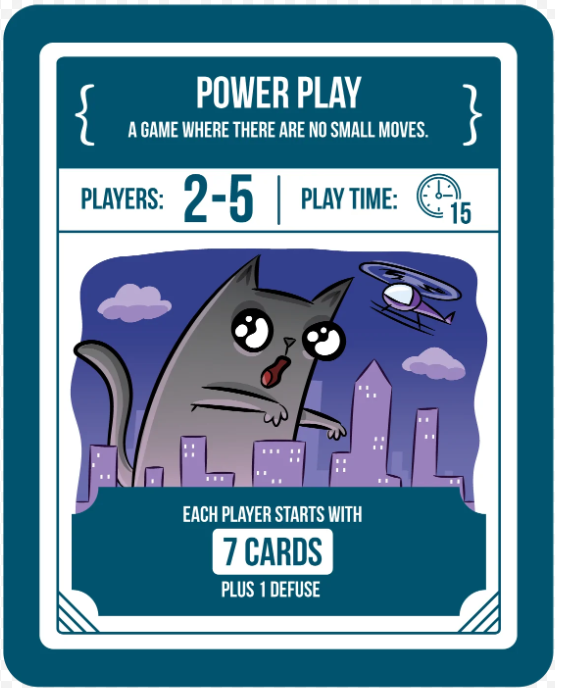 POWER PLAY
A GAME WHERE THERE ARE NO SMALL MOVES.
PLAYERS: 2-5 | PLAY TIME: 15
EACH PLAYER STARTS WITH
7 CARDS
PLUS 1 DEFUSE